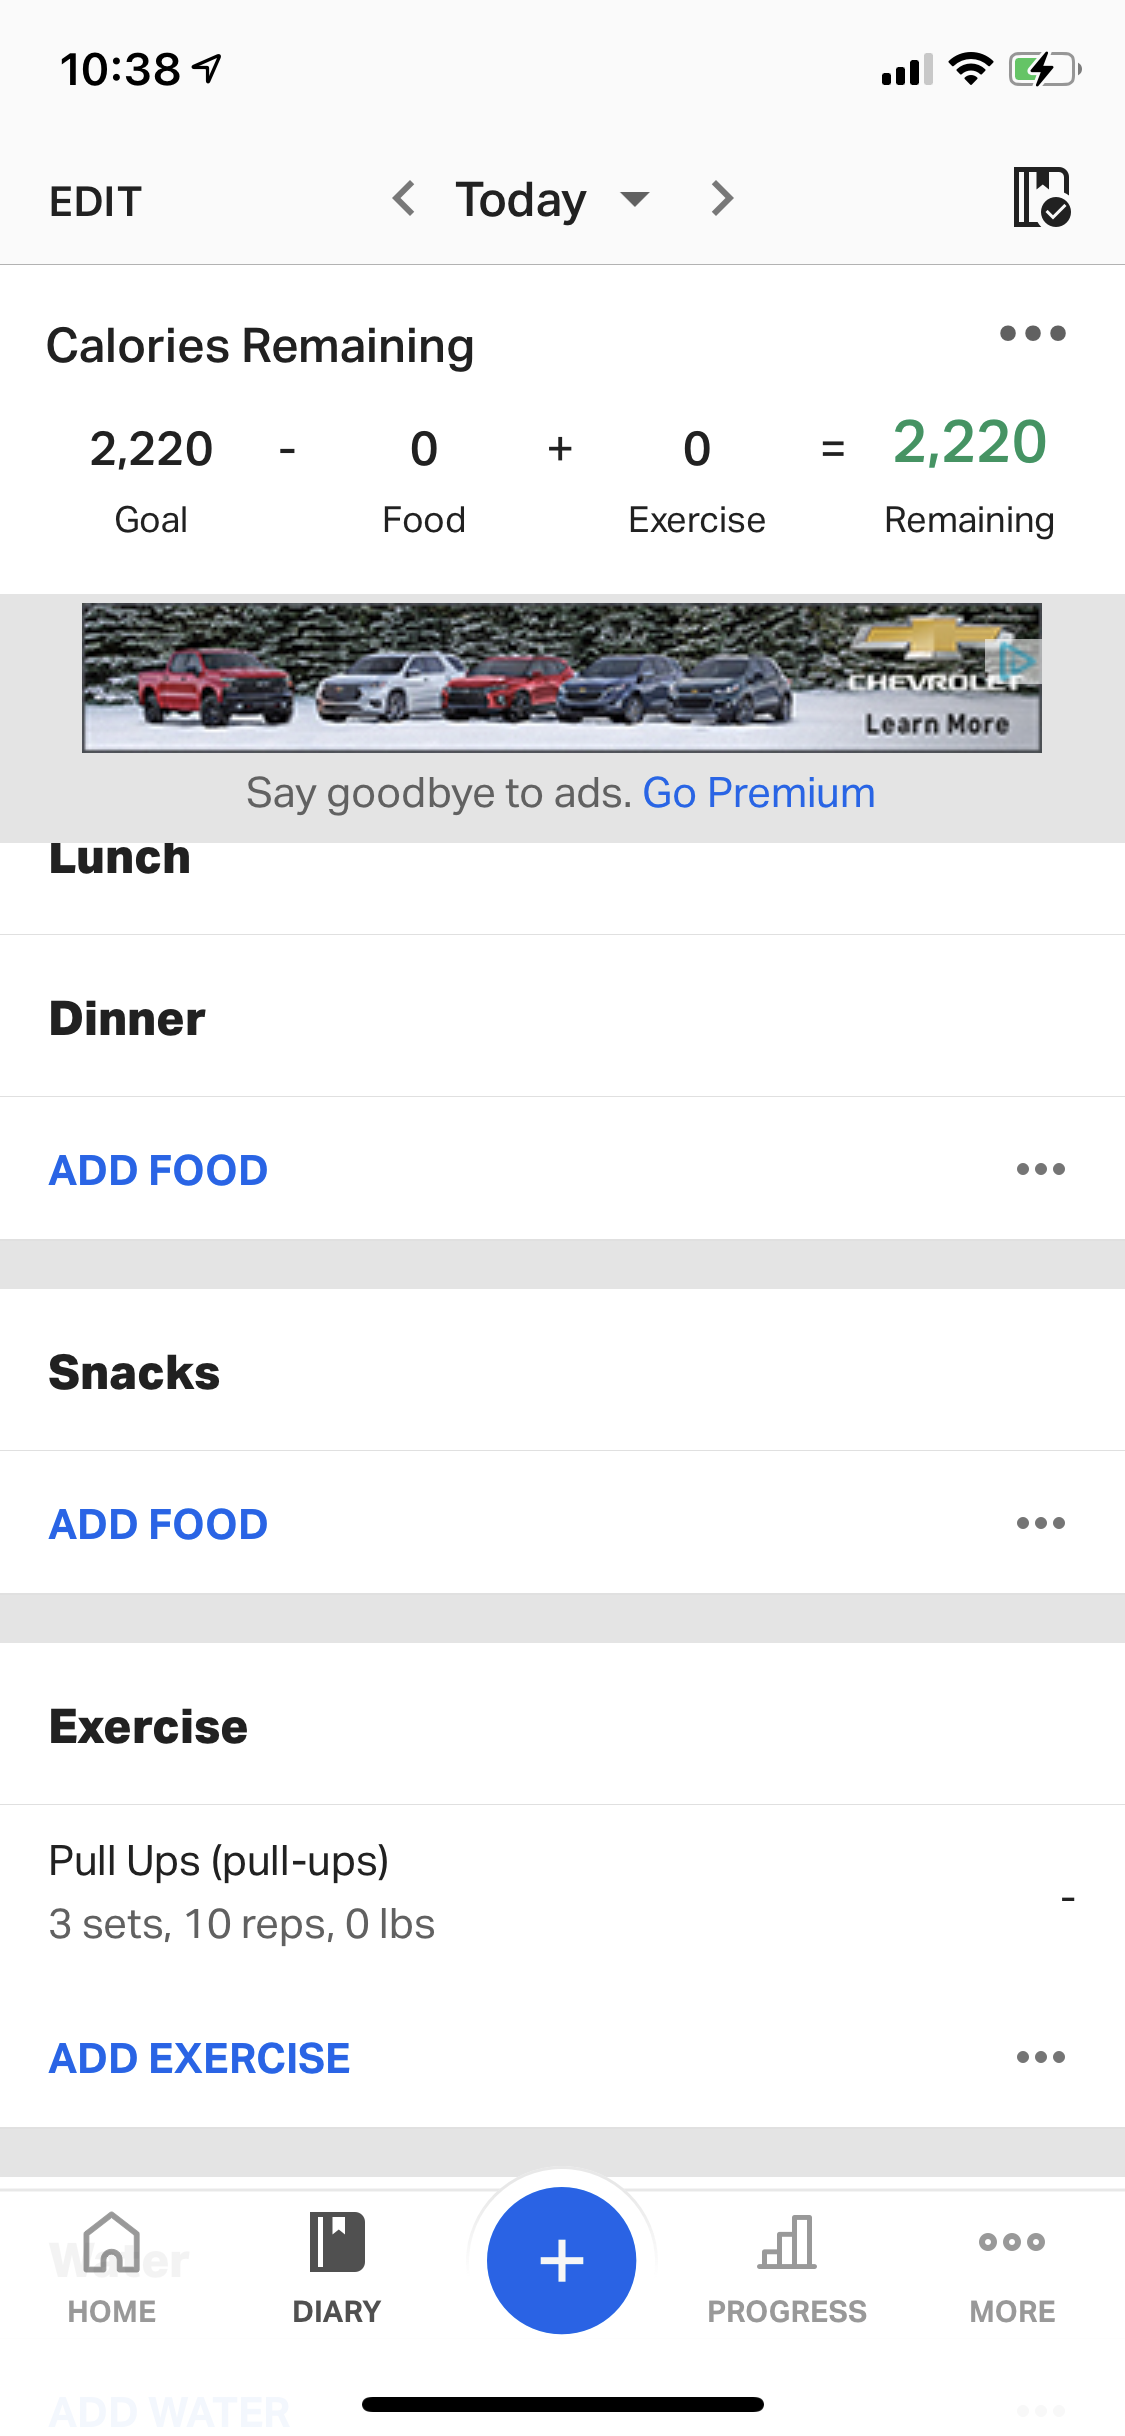 10:38
EDIT
Today
Calories Remaining
2,220 - 0 + 0 = 2,220
Goal Food Exercise Remaining
CHEVROLET
Learn More
Say goodbye to ads. Go Premium
Lunch
Dinner
ADD FOOD
Snacks
ADD FOOD
Exercise
Pull Ups (pull-ups)
-
3 sets, 10 reps, 0 lbs
ADD EXERCISE
Water
HOME DIARY PROGRESS MORE
ADD WATER